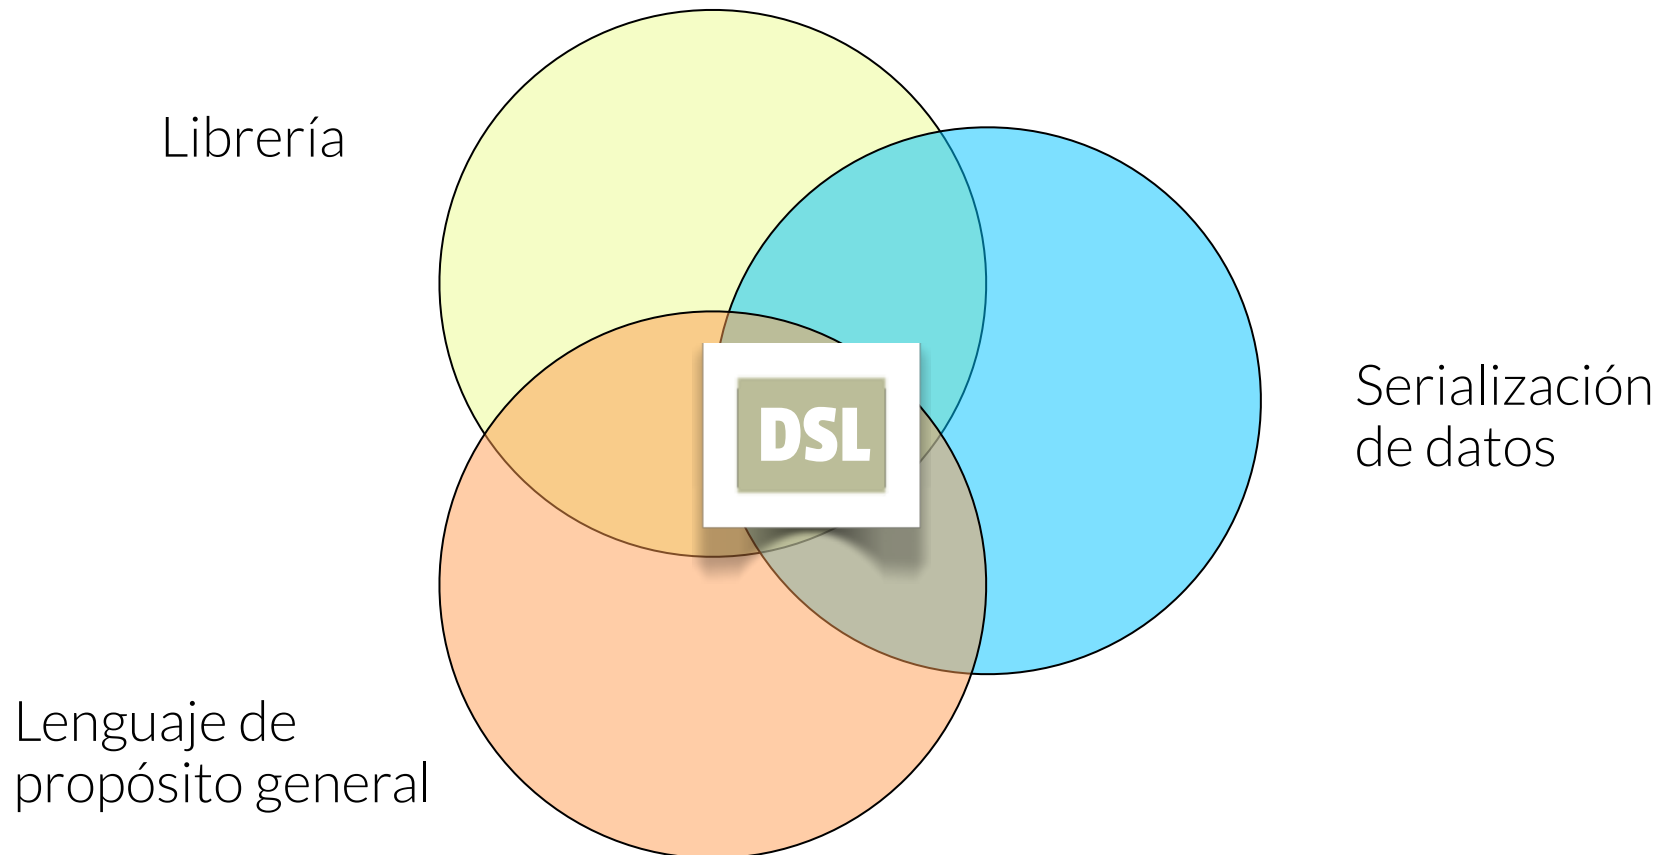 Librería
Serialización
de datos
DSL
Lenguaje de
propósito general